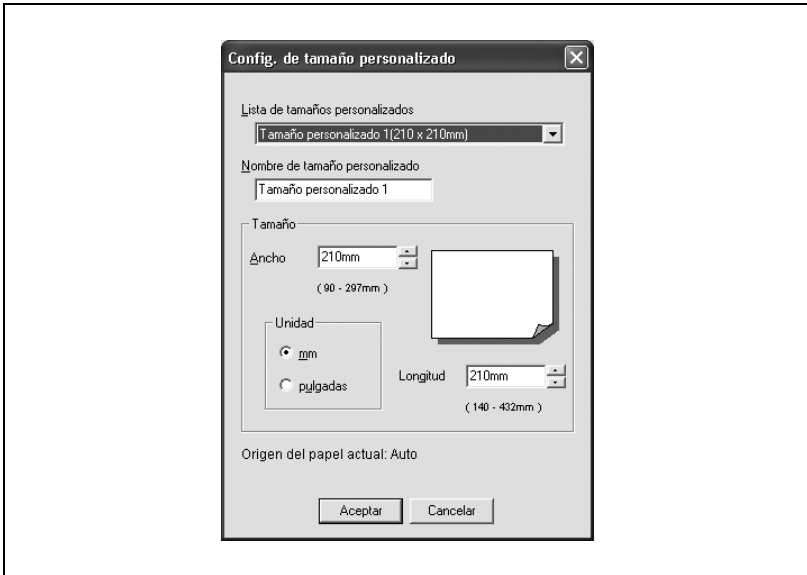 Config. de tamaño personalizado
Lista de tamaños personalizados
Tamaño personalizado 1(210 x 210mm)
Nombre de tamaño personalizado
Tamaño personalizado 1
Tamaño
Ancho
210mm
( 90 - 297mm )
Unidad
mm
pulgadas
Longitud
210mm
( 140 - 432mm )
Origen del papel actual: Auto
Aceptar
Cancelar